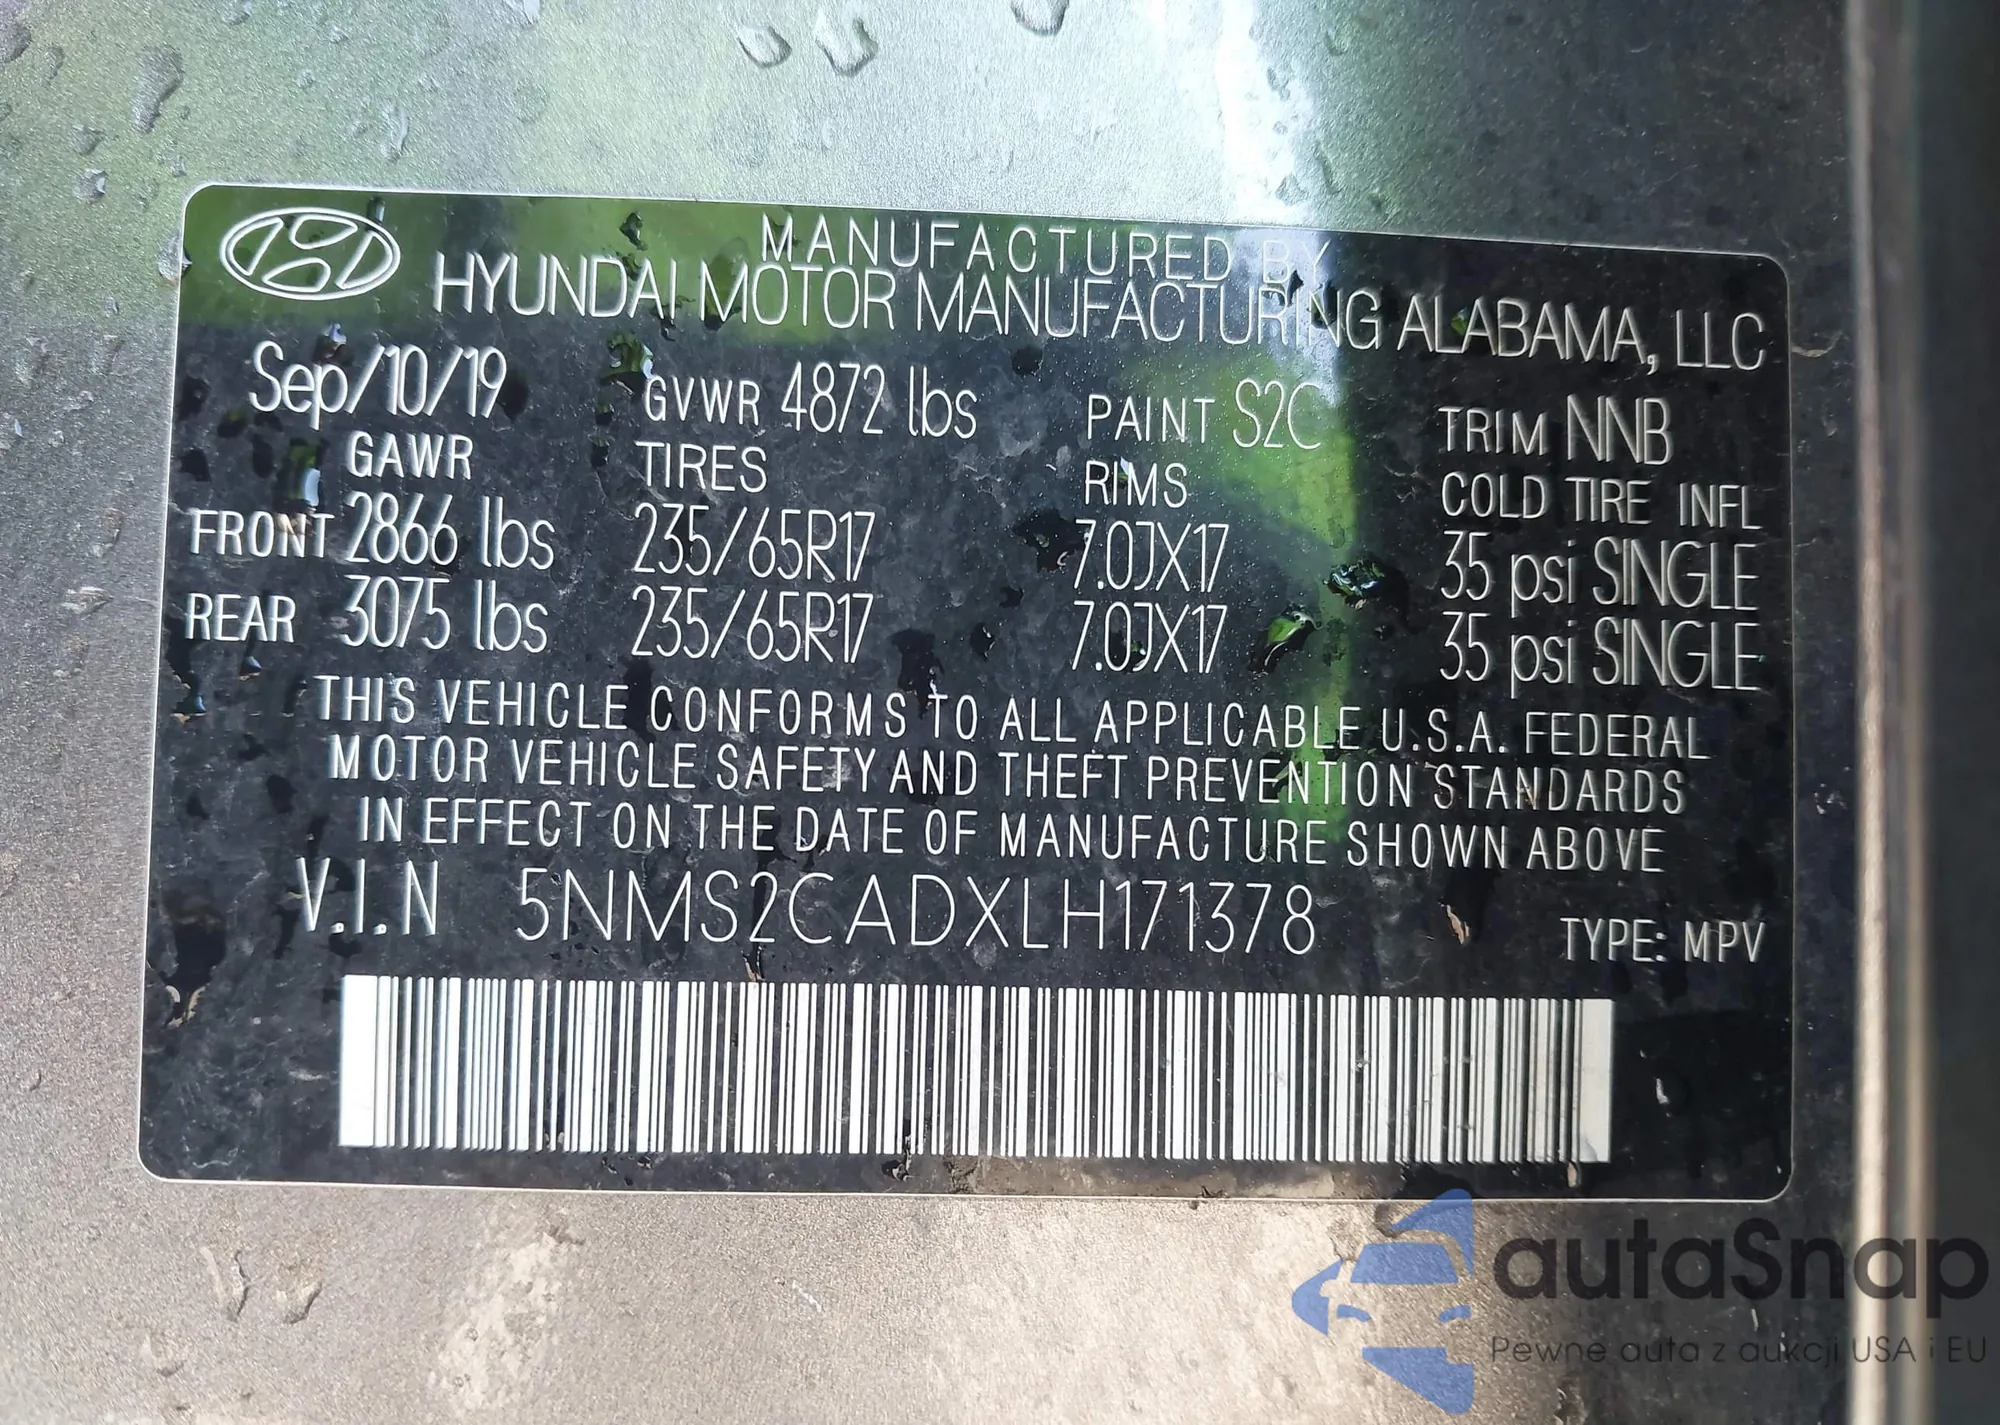 MANUFACTURED BY
HYUNDAI MOTOR MANUFACTURING ALABAMA, LLC
Sep/10/19 GVWR 4872 lbs PAINT S2C TRIM NNB
GAWR TIRES RIMS COLD TIRE INFL
FRONT 2866 lbs 235/65R17 7.0JX17 35 psi SINGLE
REAR 3075 lbs 235/65R17 7.0JX17 35 psi SINGLE
THIS VEHICLE CONFORMS TO ALL APPLICABLE U.S.A. FEDERAL
MOTOR VEHICLE SAFETY AND THEFT PREVENTION STANDARDS
IN EFFECT ON THE DATE OF MANUFACTURE SHOWN ABOVE
V.I.N 5NMS2CADXLH171378 TYPE: MPV
autaSnap
Pewne auta z aukcji USA i EU